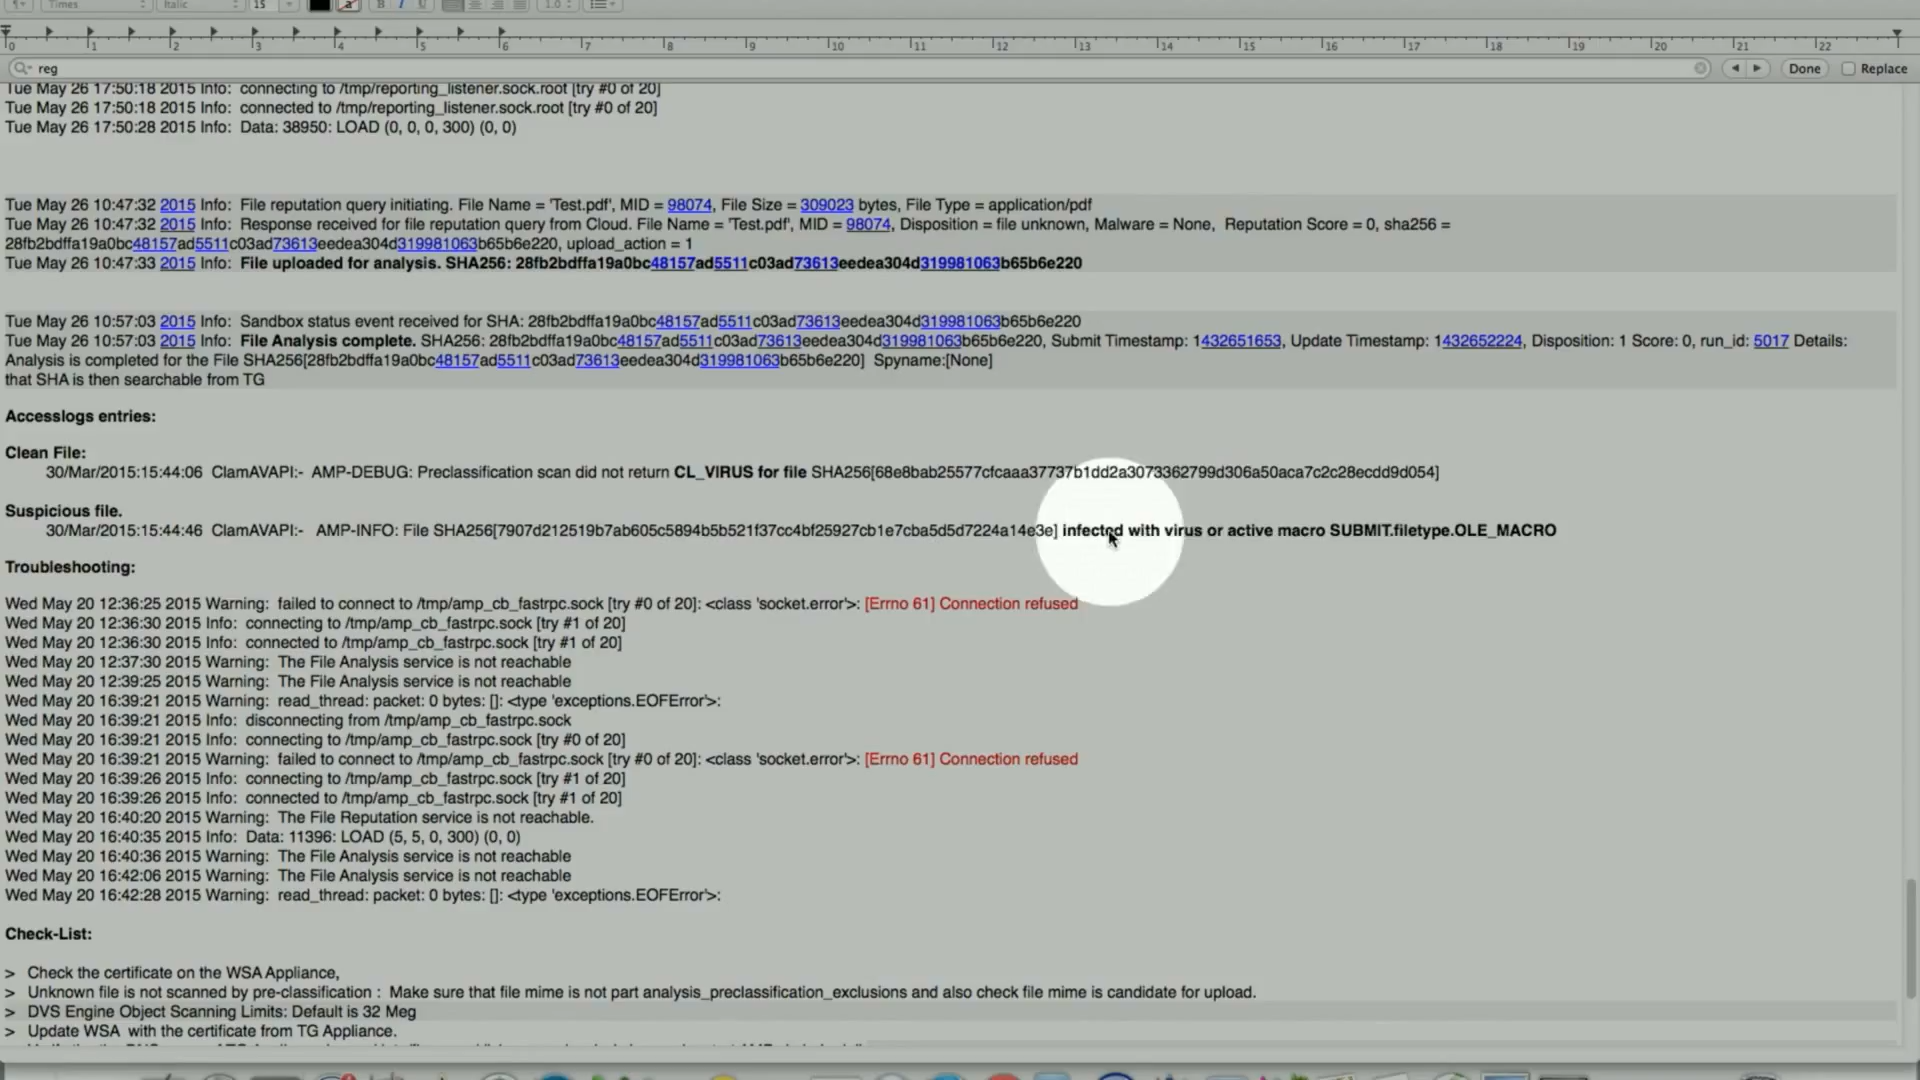 Times Italic 15 a B I U 1.0
0 1 2 3 4 5 6 7 8 9 10 11 12 13 14 15 16 17 18 19 20 21 22
reg Done Replace
Tue May 26 17:50:18 2015 Info: connecting to /tmp/reporting_listener.sock.root [try #0 of 20]
Tue May 26 17:50:18 2015 Info: connected to /tmp/reporting_listener.sock.root [try #0 of 20]
Tue May 26 17:50:28 2015 Info: Data: 38950: LOAD (0, 0, 0, 300) (0, 0)
Tue May 26 10:47:32 2015 Info: File reputation query initiating. File Name = 'Test.pdf', MID = 98074, File Size = 309023 bytes, File Type = application/pdf
Tue May 26 10:47:32 2015 Info: Response received for file reputation query from Cloud. File Name = 'Test.pdf', MID = 98074, Disposition = file unknown, Malware = None, Reputation Score = 0, sha256 =
28fb2bdffa19a0bc48157ad5511c03ad73613eedea304d319981063b65b6e220, upload_action = 1
Tue May 26 10:47:33 2015 Info: File uploaded for analysis. SHA256: 28fb2bdffa19a0bc48157ad5511c03ad73613eedea304d319981063b65b6e220
Tue May 26 10:57:03 2015 Info: Sandbox status event received for SHA: 28fb2bdffa19a0bc48157ad5511c03ad73613eedea304d319981063b65b6e220
Tue May 26 10:57:03 2015 Info: File Analysis complete. SHA256: 28fb2bdffa19a0bc48157ad5511c03ad73613eedea304d319981063b65b6e220, Submit Timestamp: 1432651653, Update Timestamp: 1432652224, Disposition: 1 Score: 0, run_id: 5017 Details:
Analysis is completed for the File SHA256[28fb2bdffa19a0bc48157ad5511c03ad73613eedea304d319981063b65b6e220] Spyname:[None]
that SHA is then searchable from TG
Accesslogs entries:
Clean File:
30/Mar/2015:15:44:06 ClamAVAPI:- AMP-DEBUG: Preclassification scan did not return CL_VIRUS for file SHA256[68e8bab25577cfcaaa37737b1dd2a3073362799d306a50aca7c2c28ecdd9d054]
Suspicious file.
30/Mar/2015:15:44:46 ClamAVAPI:- AMP-INFO: File SHA256[7907d212519b7ab605c5894b5b521f37cc4bf25927cb1e7cba5d5d7224a14e3e] infected with virus or active macro SUBMIT.filetype.OLE_MACRO
Troubleshooting:
Wed May 20 12:36:25 2015 Warning: failed to connect to /tmp/amp_cb_fastrpc.sock [try #0 of 20]: <class 'socket.error'>: [Errno 61] Connection refused
Wed May 20 12:36:30 2015 Info: connecting to /tmp/amp_cb_fastrpc.sock [try #1 of 20]
Wed May 20 12:36:30 2015 Info: connected to /tmp/amp_cb_fastrpc.sock [try #1 of 20]
Wed May 20 12:37:30 2015 Warning: The File Analysis service is not reachable
Wed May 20 12:39:25 2015 Warning: The File Analysis service is not reachable
Wed May 20 16:39:21 2015 Warning: read_thread: packet: 0 bytes: []: <type 'exceptions.EOFError'>:
Wed May 20 16:39:21 2015 Info: disconnecting from /tmp/amp_cb_fastrpc.sock
Wed May 20 16:39:21 2015 Info: connecting to /tmp/amp_cb_fastrpc.sock [try #0 of 20]
Wed May 20 16:39:21 2015 Warning: failed to connect to /tmp/amp_cb_fastrpc.sock [try #0 of 20]: <class 'socket.error'>: [Errno 61] Connection refused
Wed May 20 16:39:26 2015 Info: connecting to /tmp/amp_cb_fastrpc.sock [try #1 of 20]
Wed May 20 16:39:26 2015 Info: connected to /tmp/amp_cb_fastrpc.sock [try #1 of 20]
Wed May 20 16:40:20 2015 Warning: The File Reputation service is not reachable.
Wed May 20 16:40:35 2015 Info: Data: 11396: LOAD (5, 5, 0, 300) (0, 0)
Wed May 20 16:40:36 2015 Warning: The File Analysis service is not reachable
Wed May 20 16:42:06 2015 Warning: The File Analysis service is not reachable
Wed May 20 16:42:28 2015 Warning: read_thread: packet: 0 bytes: []: <type 'exceptions.EOFError'>:
Check-List:
> Check the certificate on the WSA Appliance,
> Unknown file is not scanned by pre-classification : Make sure that file mime is not part analysis_preclassification_exclusions and also check file mime is candidate for upload.
> DVS Engine Object Scanning Limits: Default is 32 Meg
> Update WSA with the certificate from TG Appliance.